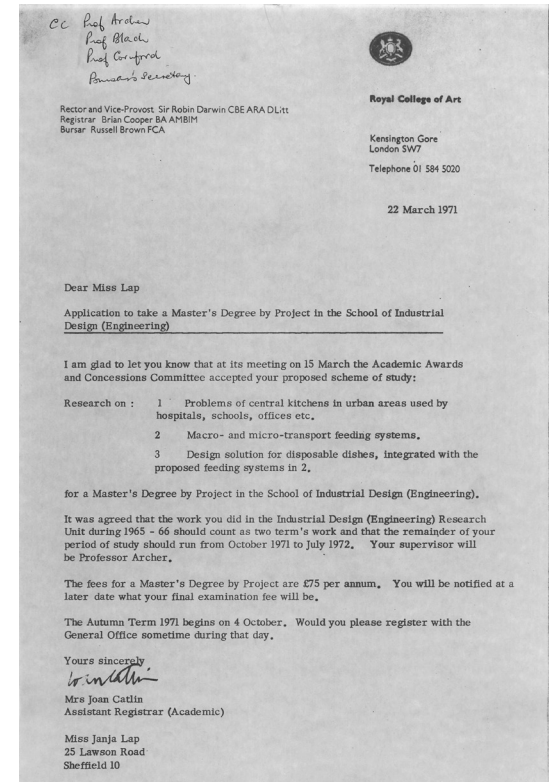 CC Prof Archer
Prof Black
Prof Cornford
Bursar's Secretary.
Rector and Vice-Provost Sir Robin Darwin CBE ARA DLitt
Registrar Brian Cooper BA AMBIM
Bursar Russell Brown FCA
Royal College of Art
Kensington Gore
London SW7
Telephone 01 584 5020
22 March 1971
Dear Miss Lap
Application to take a Master's Degree by Project in the School of Industrial
Design (Engineering)
I am glad to let you know that at its meeting on 15 March the Academic Awards
and Concessions Committee accepted your proposed scheme of study:
Research on : 1 Problems of central kitchens in urban areas used by
hospitals, schools, offices etc.
2 Macro- and micro-transport feeding systems.
3 Design solution for disposable dishes, integrated with the
proposed feeding systems in 2.
for a Master's Degree by Project in the School of Industrial Design (Engineering).
It was agreed that the work you did in the Industrial Design (Engineering) Research
Unit during 1965 - 66 should count as two term's work and that the remainder of your
period of study should run from October 1971 to July 1972. Your supervisor will
be Professor Archer.
The fees for a Master's Degree by Project are £75 per annum. You will be notified at a
later date what your final examination fee will be.
The Autumn Term 1971 begins on 4 October. Would you please register with the
General Office sometime during that day.
Yours sincerely
Mrs Joan Catlin
Assistant Registrar (Academic)
Miss Janja Lap
25 Lawson Road
Sheffield 10